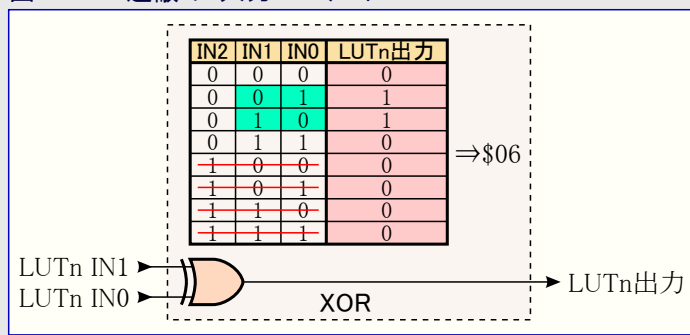 IN2 IN1 IN0 LUTn出力
0 0 0 0
0 0 1 1
0 1 0 1
0 1 1 0
1 0 0 0
1 0 1 0
1 1 0 0
1 1 1 0
⇒$06
LUTn IN1
LUTn IN0
XOR
LUTn出力